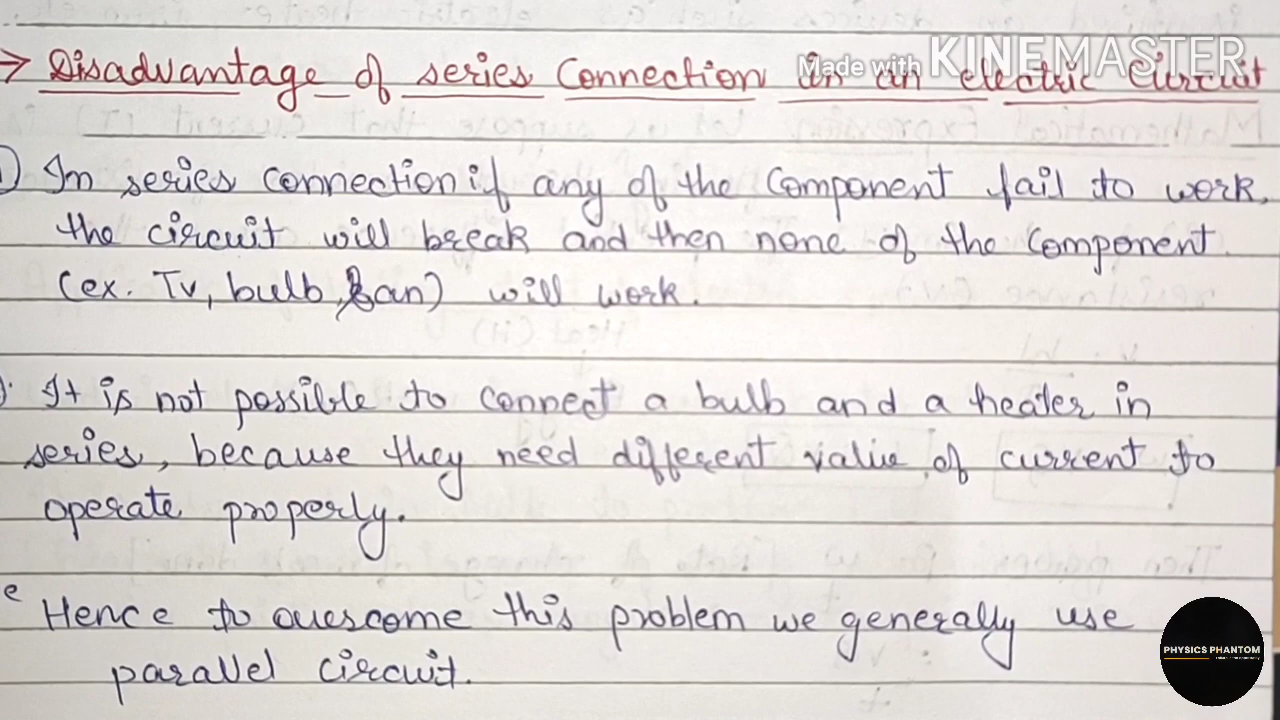 → Disadvantage of series Connection in an electric Circuit
Made with KINEMASTER
1) In series connection if any of the Component fail to work,
the circuit will break and then none of the Component
(ex. Tv, bulb, fan) will work.
It is not possible to connect a bulb and a heater in
series, because they need different value of current to
operate properly.
Hence to overcome this problem we generally use
parallel circuit.
PHYSICS PHANTOM